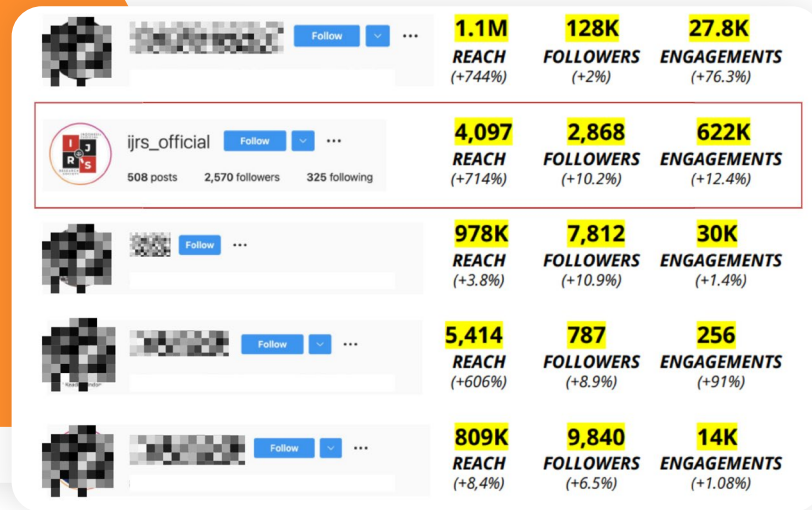 Follow
1.1M 128K 27.8K
REACH FOLLOWERS ENGAGEMENTS
(+744%) (+2%) (+76.3%)
ijrs_official Follow
508 posts 2,570 followers 325 following
I J
R S
4,097 2,868 622K
REACH FOLLOWERS ENGAGEMENTS
(+714%) (+10.2%) (+12.4%)
Follow
978K 7,812 30K
REACH FOLLOWERS ENGAGEMENTS
(+3.8%) (+10.9%) (+1.4%)
Follow
5,414 787 256
REACH FOLLOWERS ENGAGEMENTS
(+606%) (+8.9%) (+91%)
Follow
809K 9,840 14K
REACH FOLLOWERS ENGAGEMENTS
(+8,4%) (+6.5%) (+1.08%)